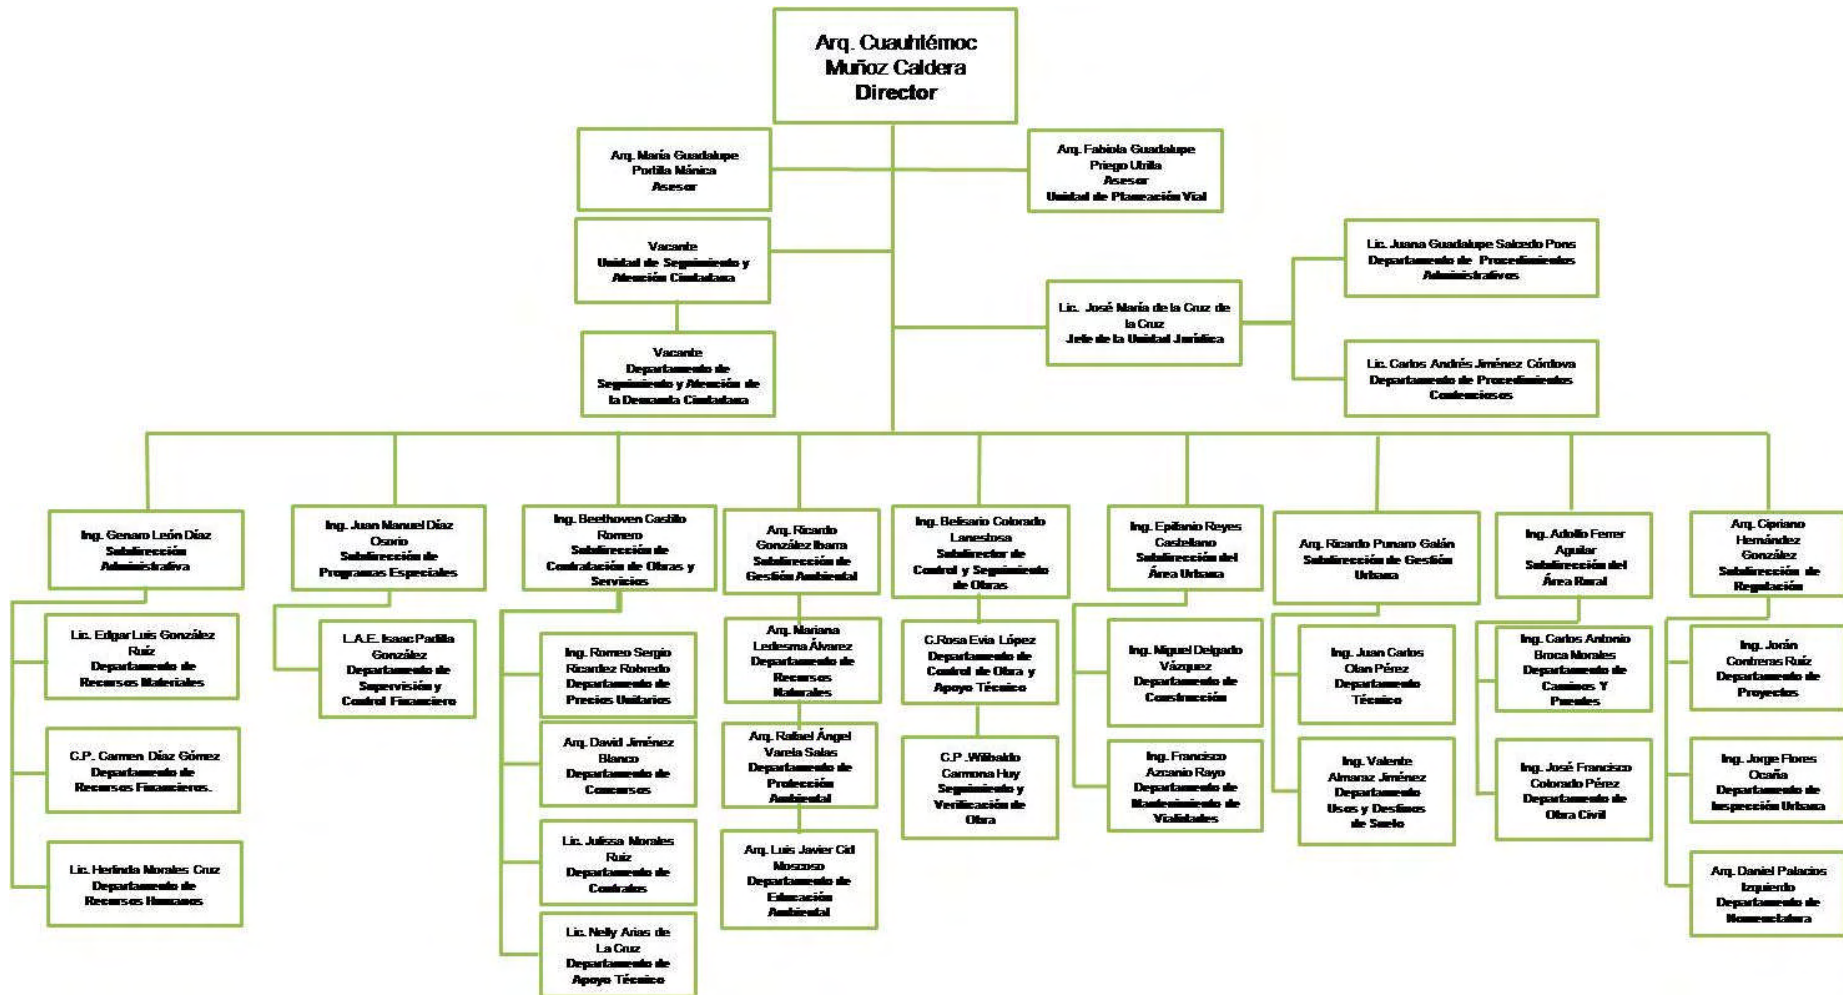 Arq. Cuauhtémoc
Muñoz Caldera
Director
Arq. María Guadalupe
Portilla Mánica
Asesor
Arq. Fabiola Guadalupe
Priego Utrilla
Asesor
Unidad de Planeación Vial
Vacante
Unidad de Seguimiento y
Atención Ciudadana
Lic. Juana Guadalupe Salcedo Pons
Departamento de Procedimientos
Administrativos
Lic. José María de la Cruz de
la Cruz
Jefe de la Unidad Jurídica
Vacante
Departamento de
Seguimiento y Atención de
la Demanda Ciudadana
Lic. Carlos Andrés Jiménez Córdova
Departamento de Procedimientos
Contenciosos
Ing. Genaro León Díaz
Subdirección
Administrativa
Ing. Juan Manuel Díaz
Osorio
Subdirección de
Programas Especiales
Ing. Beethoven Castillo
Romero
Subdirección de
Contratación de Obras y
Servicios
Arq. Ricardo
González Ibarra
Subdirección de
Gestión Ambiental
Ing. Belisario Colorado
Lanestosa
Subdirector de
Control y Seguimiento
de Obras
Ing. Epifanio Reyes
Castellano
Subdirección del
Área Urbana
Arq. Ricardo Punaro Galán
Subdirección de Gestión
Urbana
Ing. Adolfo Ferrer
Aguilar
Subdirección del
Área Rural
Arq. Cipriano
Hernández
González
Subdirección de
Regulación
Lic. Edgar Luis González
Ruíz
Departamento de
Recursos Materiales
L.A.E. Isaac Padilla
González
Departamento de
Supervisión y
Control Financiero
Ing. Romeo Sergio
Ricardez Robredo
Departamento de
Precios Unitarios
Arq. Mariana
Ledesma Álvarez
Departamento de
Recursos
Naturales
C.Rosa Evia López
Departamento de
Control de Obra y
Apoyo Técnico
Ing. Miguel Delgado
Vázquez
Departamento de
Construcción
Ing. Juan Carlos
Olan Pérez
Departamento
Técnico
Ing. Carlos Antonio
Broca Morales
Departamento de
Caminos Y
Puentes
Ing. Jorán
Contreras Ruíz
Departamento de
Proyectos
C.P. Carmen Díaz Gómez
Departamento de
Recursos Financieros.
Arq. David Jiménez
Blanco
Departamento de
Concursos
Arq. Rafael Ángel
Varela Salas
Departamento de
Protección
Ambiental
C.P .Wilibaldo
Carmona Huy
Seguimiento y
Verificación de
Obra
Ing. Francisco
Azcanio Rayo
Departamento de
Mantenimiento de
Vialidades
Ing. Valente
Almaraz Jiménez
Departamento
Usos y Destinos
de Suelo
Ing. José Francisco
Colorado Pérez
Departamento de
Obra Civil
Ing. Jorge Flores
Ocaña
Departamento de
Inspección Urbana
Lic. Herlinda Morales Cruz
Departamento de
Recursos Humanos
Lic. Julissa Morales
Ruiz
Departamento de
Contratos
Arq. Luis Javier Cid
Moscoso
Departamento de
Educación
Ambiental
Arq. Daniel Palacios
Izquierdo
Departamento de
Nomenclatura
Lic. Nelly Arias de
La Cruz
Departamento de
Apoyo Técnico